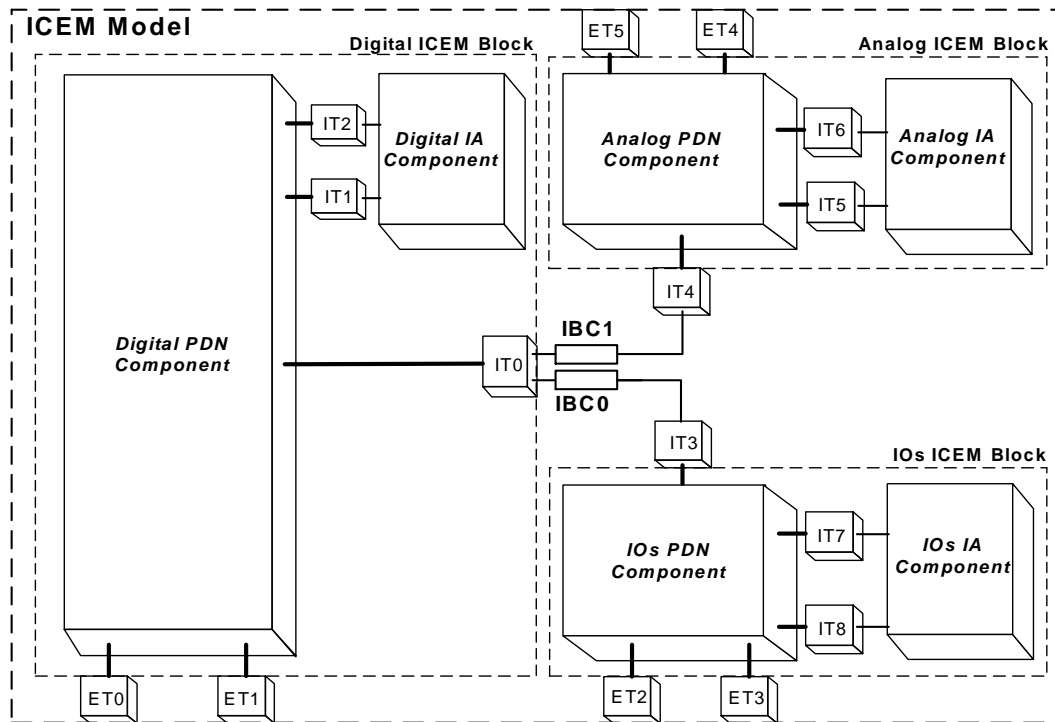 ICEM Model
Digital ICEM Block
ET5
ET4
Analog ICEM Block
IT2
Digital IA
Component
IT1
Analog PDN
Component
IT6
Analog IA
Component
IT5
IT4
Digital PDN
Component
IT0
IBC1
IBC0
IT3
IOs ICEM Block
IOs PDN
Component
IT7
IOs IA
Component
IT8
ET0
ET1
ET2
ET3